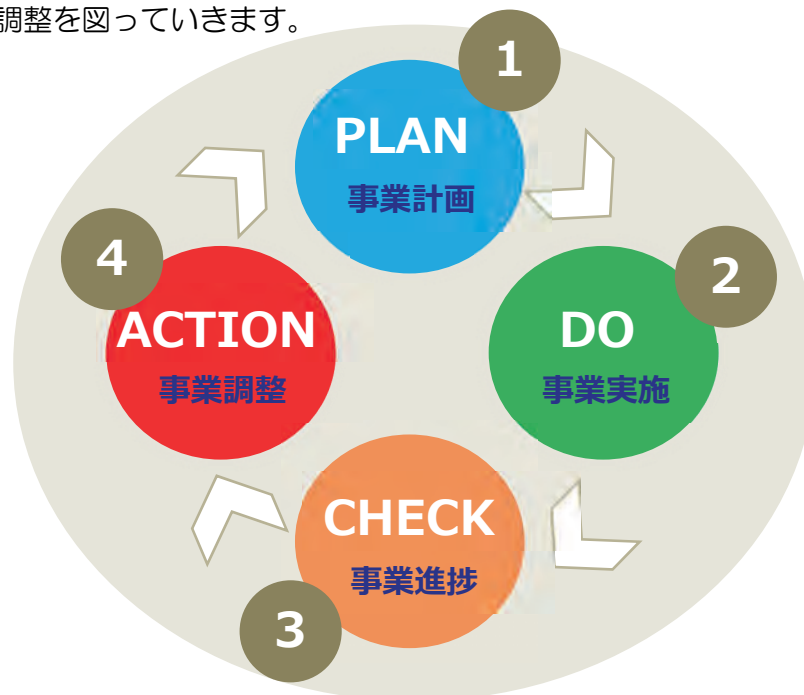 調整を図っていきます。
1
PLAN
事業計画
2
DO
事業実施
3
CHECK
事業進捗
4
ACTION
事業調整